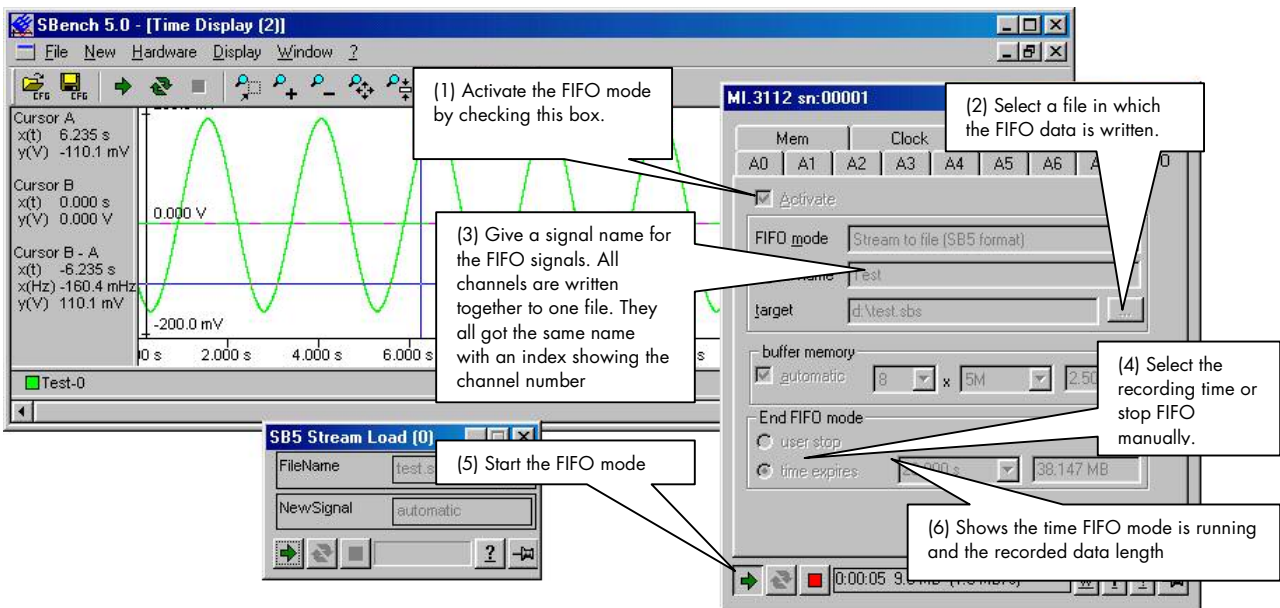 SBench 5.0 - [Time Display (2)]
File New Hardware Display Window ?
CFG CFG
Cursor A
x(t) 6.235 s
y(V) -110.1 mV
Cursor B
x(t) 0.000 s
y(V) 0.000 V
Cursor B - A
x(t) -6.235 s
x(Hz) -160.4 mHz
y(V) 110.1 mV
0.000 V
-200.0 mV
2.000 s 4.000 s 6.000 s
Test-0
(1) Activate the FIFO mode
by checking this box.
(2) Select a file in which
the FIFO data is written.
(3) Give a signal name for
the FIFO signals. All
channels are written
together to one file. They
all got the same name
with an index showing the
channel number
(4) Select the
recording time or
stop FIFO
manually.
(5) Start the FIFO mode
(6) Shows the time FIFO mode is running
and the recorded data length
MI.3112 sn:00001
Mem Clock
A0 A1 A2 A3 A4 A5 A6
Activate
FIFO mode Stream to file (SB5 format)
Test
target d:\test.sbs ...
buffer memory
automatic 8 x 5M
End FIFO mode
user stop
time expires 38.147 MB
0:00:05
SB5 Stream Load (0)
FileName
NewSignal automatic
?